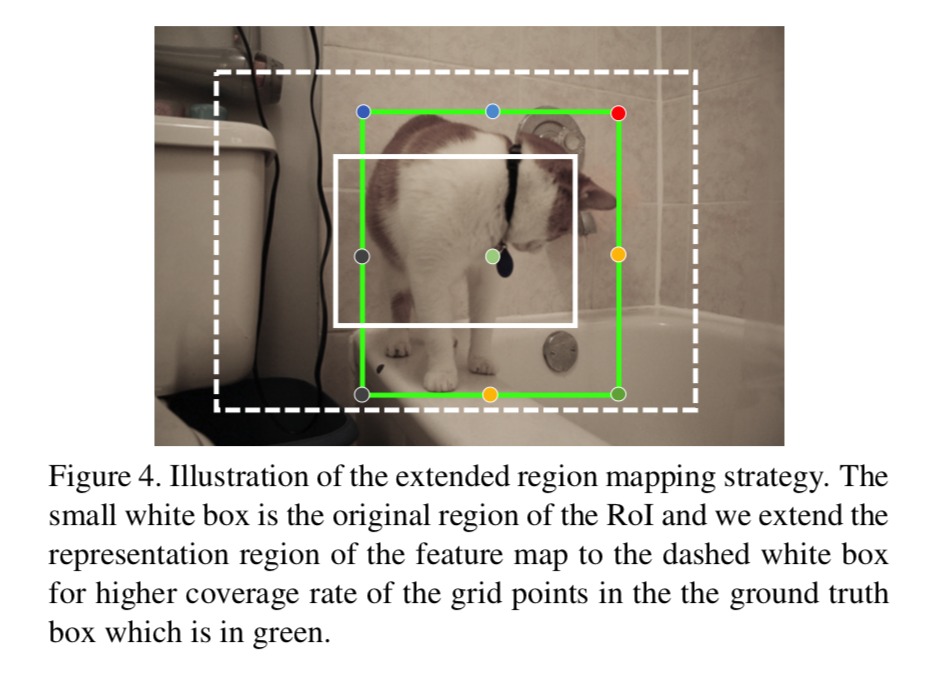 Figure 4. Illustration of the extended region mapping strategy. The
small white box is the original region of the RoI and we extend the
representation region of the feature map to the dashed white box
for higher coverage rate of the grid points in the the ground truth
box which is in green.